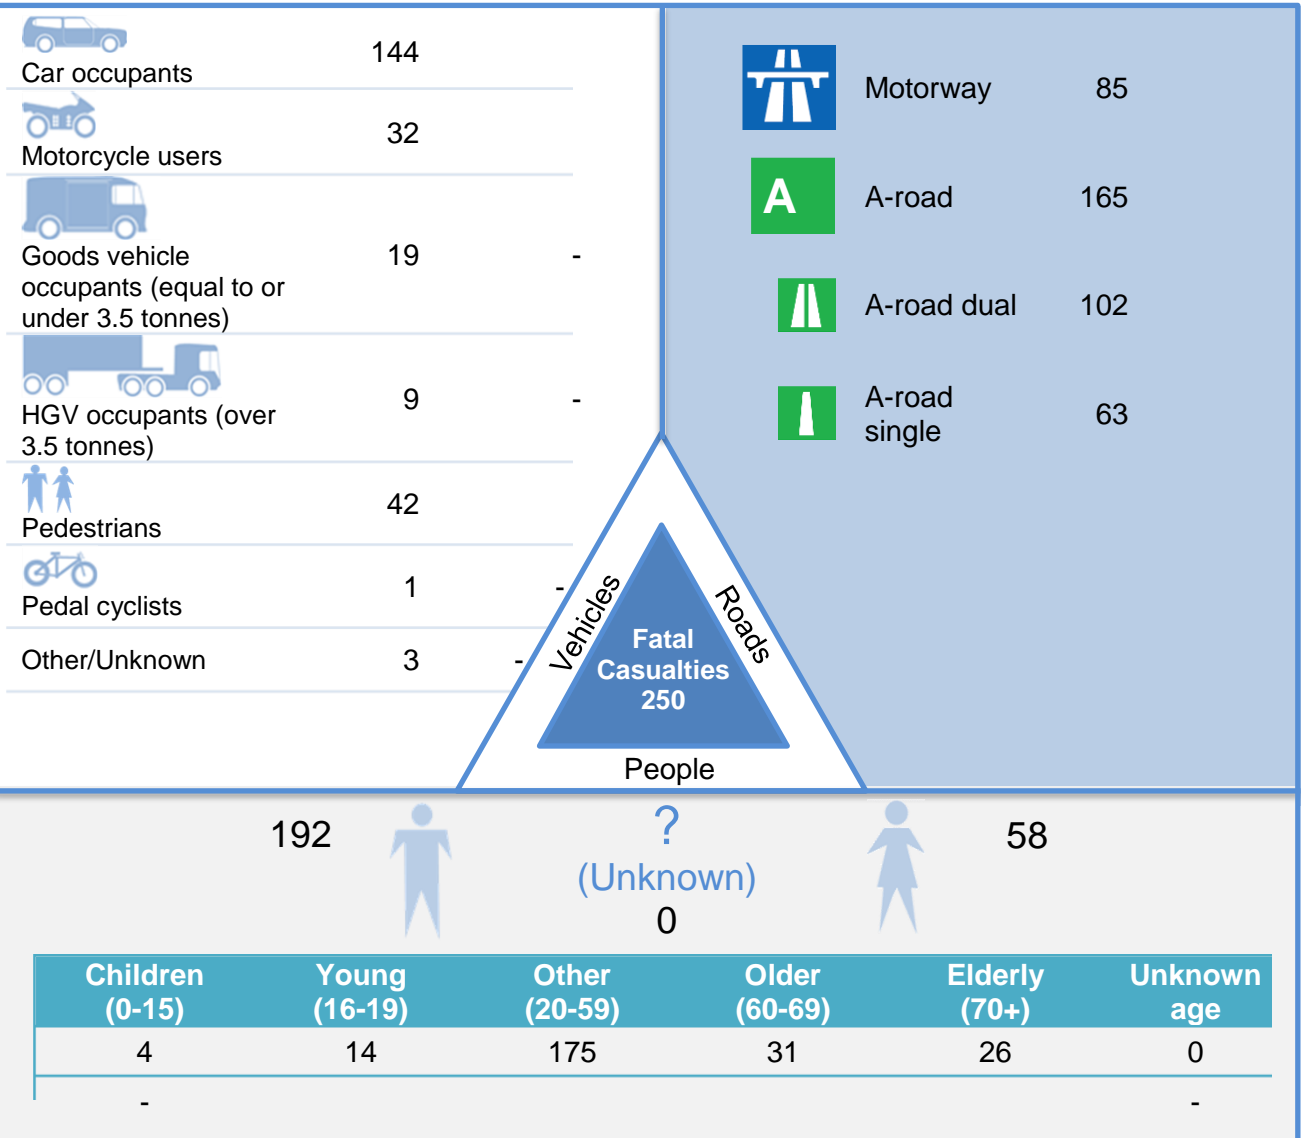 Car occupants 144
Motorcycle users 32
Goods vehicle
occupants (equal to or
under 3.5 tonnes)
19 -
HGV occupants (over
3.5 tonnes)
9 -
Pedestrians 42
Pedal cyclists 1 -
Other/Unknown 3 -
Motorway 85
A
A-road 165
A-road dual 102
A-road
single
63
Vehicles
Roads
Fatal
Casualties
250
People
192
?
(Unknown)
0
58
Children Young Other Older Elderly Unknown
(0-15) (16-19) (20-59) (60-69) (70+) age
4 14 175 31 26 0
- -